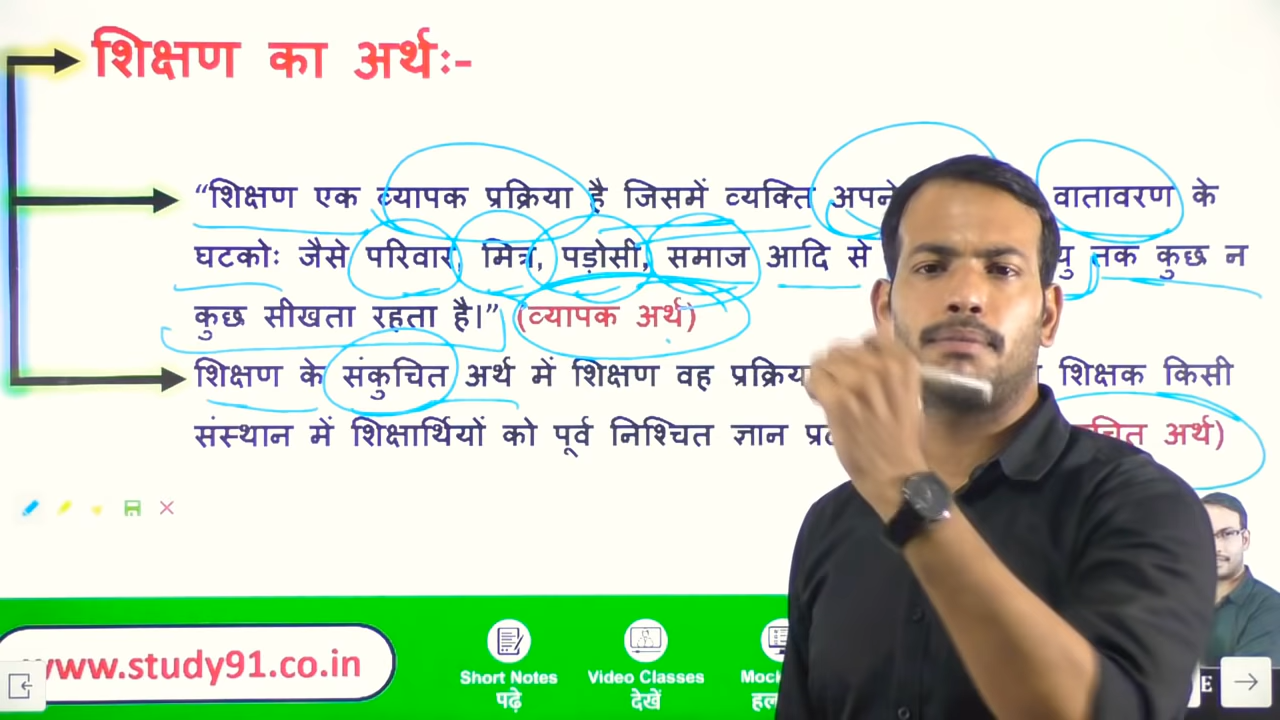 शिक्षण का अर्थः-
“शिक्षण एक व्यापक प्रक्रिया है जिसमें व्यक्ति अपने वातावरण के
घटकोः जैसे परिवार, मित्र, पड़ोसी, समाज आदि से तक कुछ न
कुछ सीखता रहता है।” (व्यापक अर्थ)
शिक्षण के संकुचित अर्थ में शिक्षण वह शिक्षक किसी
संस्थान में शिक्षार्थियों को पूर्व निश्चित ज्ञान अर्थ)
www.study91.co.in
Short Notes
पढ़े
Video Classes
देखें